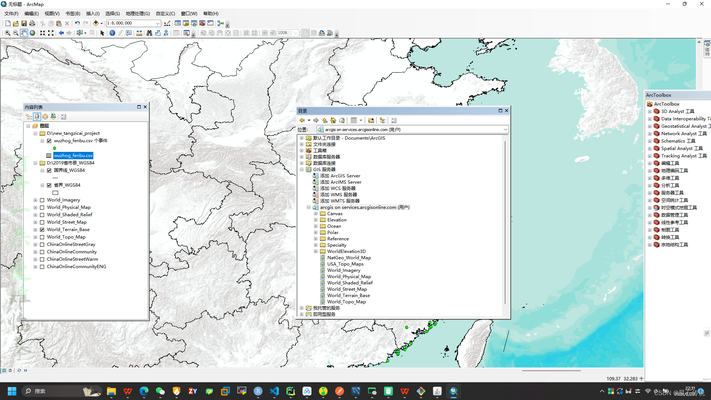 无标题 - ArcMap
文件(F) 编辑(E) 视图(V) 书签(B) 插入(I) 选择(S) 地理处理(G) 自定义(C) 窗口(W) 帮助(H)
1: 8,000,000
内容列表
图层
D:\new_tangzicai_project
wuzhog_fenbu.csv 个事件
wuzhog_fenbu.csv
D:\2019省市县_WGS84
国界线_WGS84
省界_WGS84
World_Imagery
World_Physical_Map
World_Shaded_Relief
World_Street_Map
World_Terrain_Base
World_Topo_Map
ChinaOnlineStreetGray
ChinaOnlineCommunity
ChinaOnlineStreetWarm
ChinaOnlineCommunityENG
目录
位置: arcgis on services.arcgisonline.com (用户)
默认工作目录 - Documents\ArcGIS
文件夹连接
工具箱
数据库服务器
数据库连接
GIS 服务器
添加 ArcGIS Server
添加 ArcIMS Server
添加 WCS 服务器
添加 WMS 服务器
添加 WMTS 服务器
arcgis on services.arcgisonline.com (用户)
Canvas
Elevation
Ocean
Polar
Reference
Specialty
WorldElevation3D
NatGeo_World_Map
USA_Topo_Maps
World_Imagery
World_Physical_Map
World_Shaded_Relief
World_Street_Map
World_Terrain_Base
World_Topo_Map
我托管的服务
即用型服务
ArcToolbox
ArcToolbox
3D Analyst 工具
Data Interoperability To
Geostatistical Analyst
Network Analyst 工具
Schematics 工具
Spatial Analyst 工具
Tracking Analyst 工具
编辑工具
地理编码工具
多维工具
分析工具
服务器工具
空间统计工具
时空模式挖掘工具
数据管理工具
线性参考工具
制图工具
转换工具
宗地结构工具
109.37 32.283
搜索
22:21